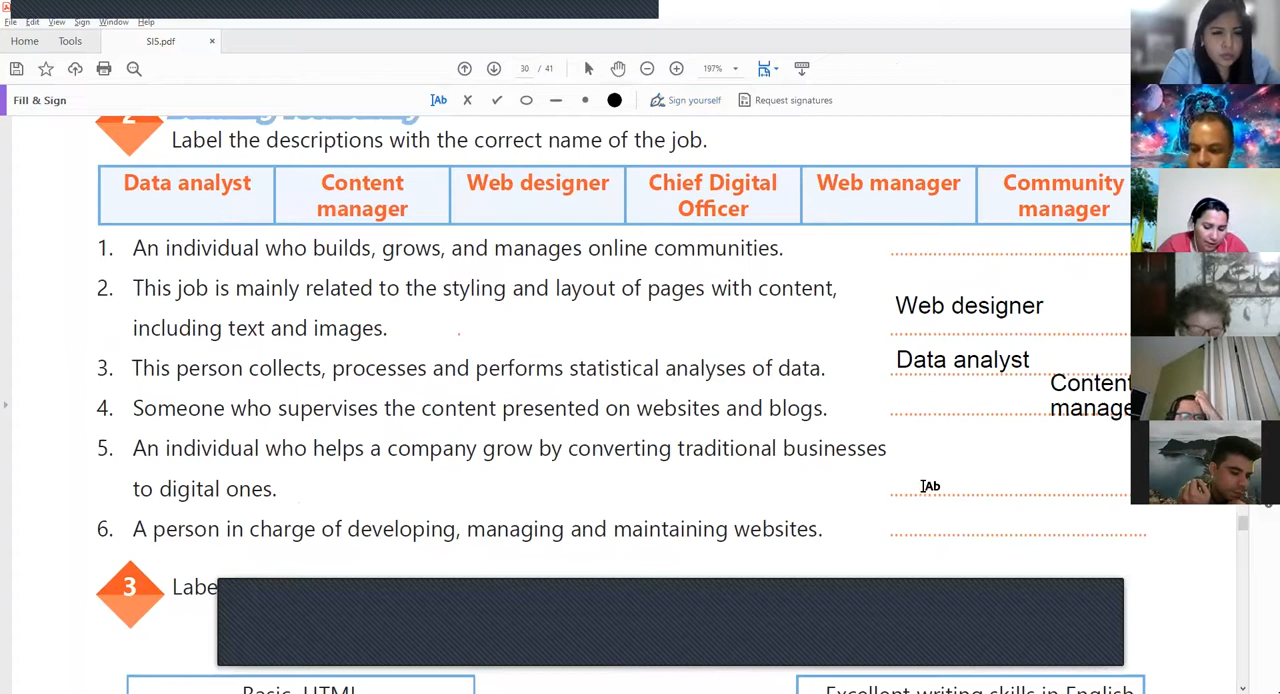 File Edit View Sign Window Help
Home Tools SI5.pdf ×
30 / 41 197%
Fill & Sign Ab Sign yourself Request signatures
2
Label the descriptions with the correct name of the job.
Data analyst Content manager Web designer Chief Digital Officer Web manager Community manager
1. An individual who builds, grows, and manages online communities.
2. This job is mainly related to the styling and layout of pages with content,
including text and images.
Web designer
3. This person collects, processes and performs statistical analyses of data.
Data analyst
4. Someone who supervises the content presented on websites and blogs.
Content
manage
5. An individual who helps a company grow by converting traditional businesses
to digital ones.
Ab
6. A person in charge of developing, managing and maintaining websites.
3 Labe
Basic HTML Excellent writing skills in English